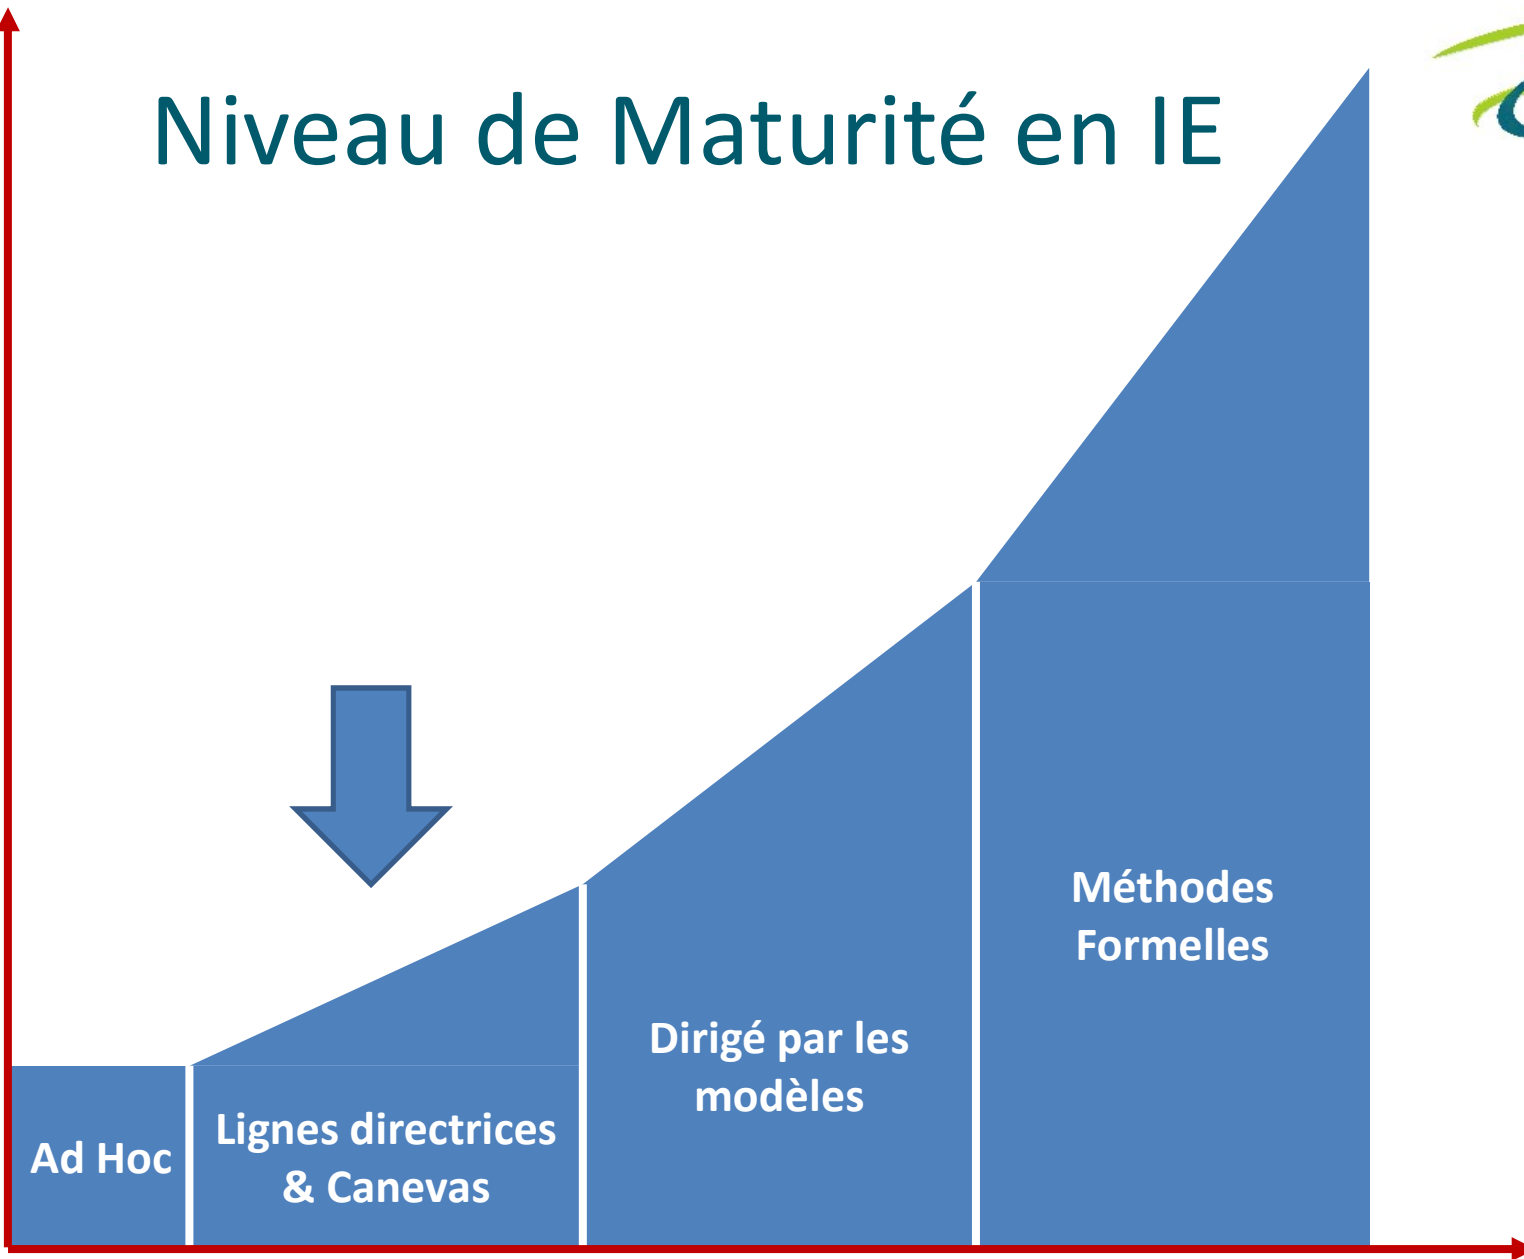 Niveau de Maturité en IE
Méthodes
Formelles
Dirigé par les
modèles
Lignes directrices
& Canevas
Ad Hoc